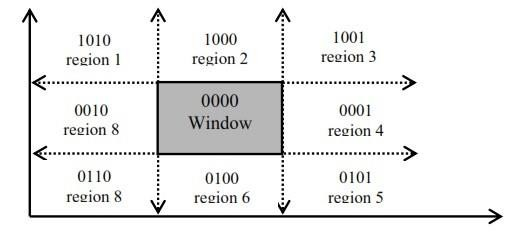 1010
region 1
1000
region 2
1001
region 3
0010
region 8
0000
Window
0001
region 4
0110
region 8
0100
region 6
0101
region 5